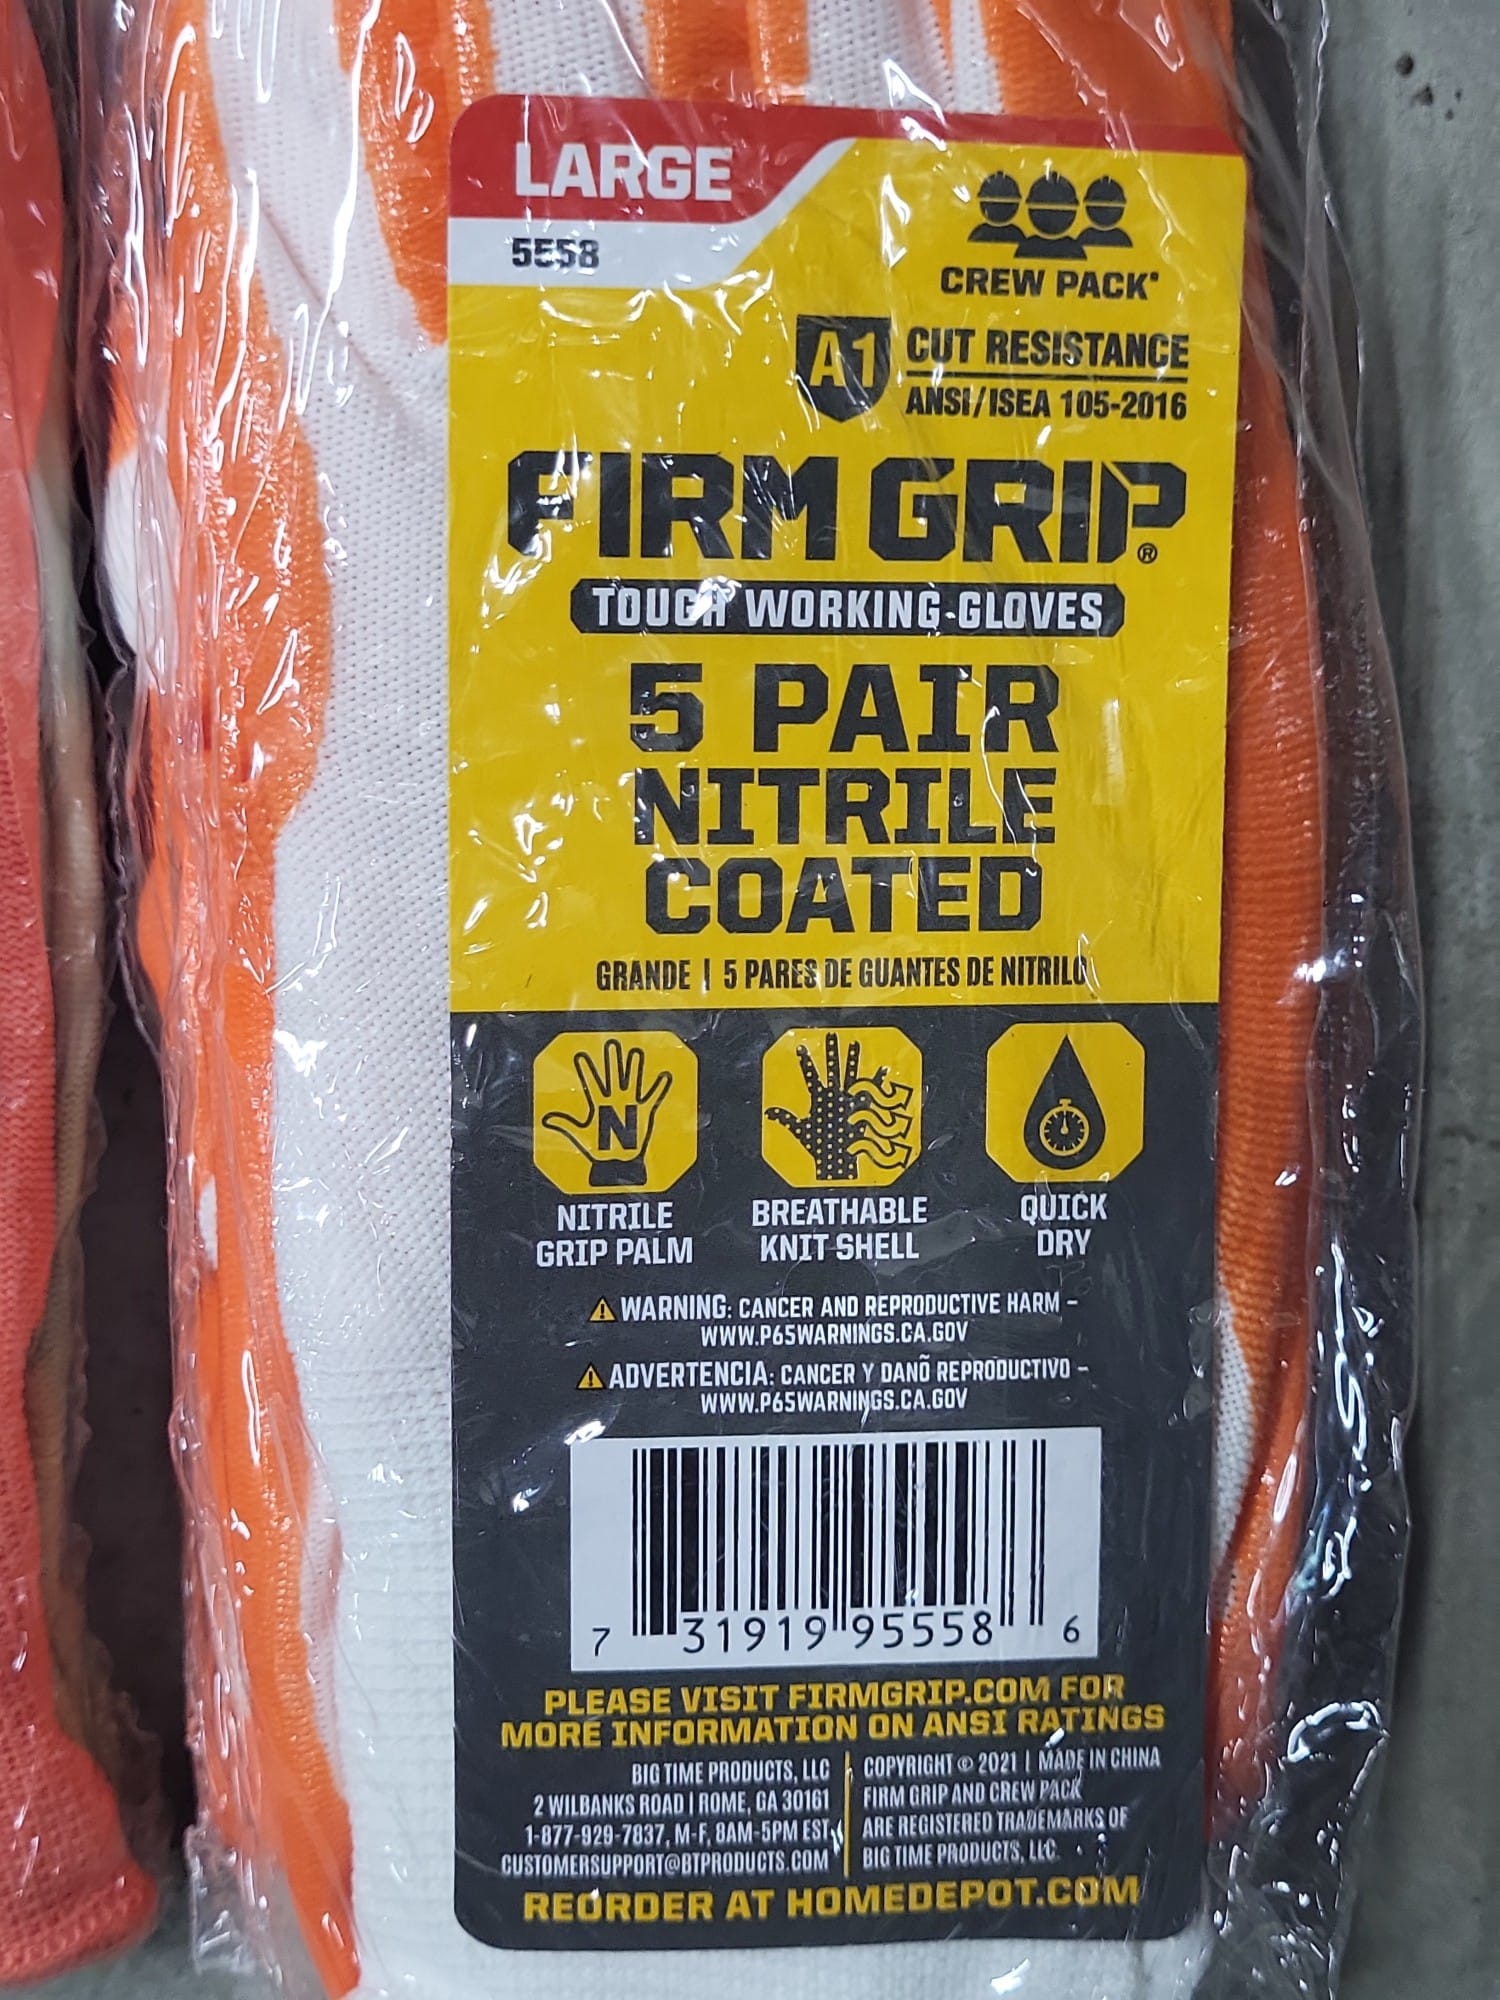 LARGE
5558
CREW PACK®
A1
CUT RESISTANCE
ANSI/ISEA 105-2016
FIRM GRIP®
TOUGH WORKING GLOVES
5 PAIR
NITRILE
COATED
GRANDE | 5 PARES DE GUANTES DE NITRILO
N
NITRILE
GRIP PALM
BREATHABLE
KNIT SHELL
QUICK
DRY
⚠ WARNING: CANCER AND REPRODUCTIVE HARM –
WWW.P65WARNINGS.CA.GOV
⚠ ADVERTENCIA: CANCER Y DANÕ REPRODUCTIVO –
WWW.P65WARNINGS.CA.GOV
7 31919 95558 6
PLEASE VISIT FIRMGRIP.COM FOR
MORE INFORMATION ON ANSI RATINGS
BIG TIME PRODUCTS, LLC
2 WILBANKS ROAD | ROME, GA 30161
1-877-929-7837, M-F, 8AM-5PM EST
CUSTOMERSUPPORT@BTPRODUCTS.COM
COPYRIGHT © 2021 | MADE IN CHINA
FIRM GRIP AND CREW PACK
ARE REGISTERED TRADEMARKS OF
BIG TIME PRODUCTS, LLC.
REORDER AT HOMEDEPOT.COM